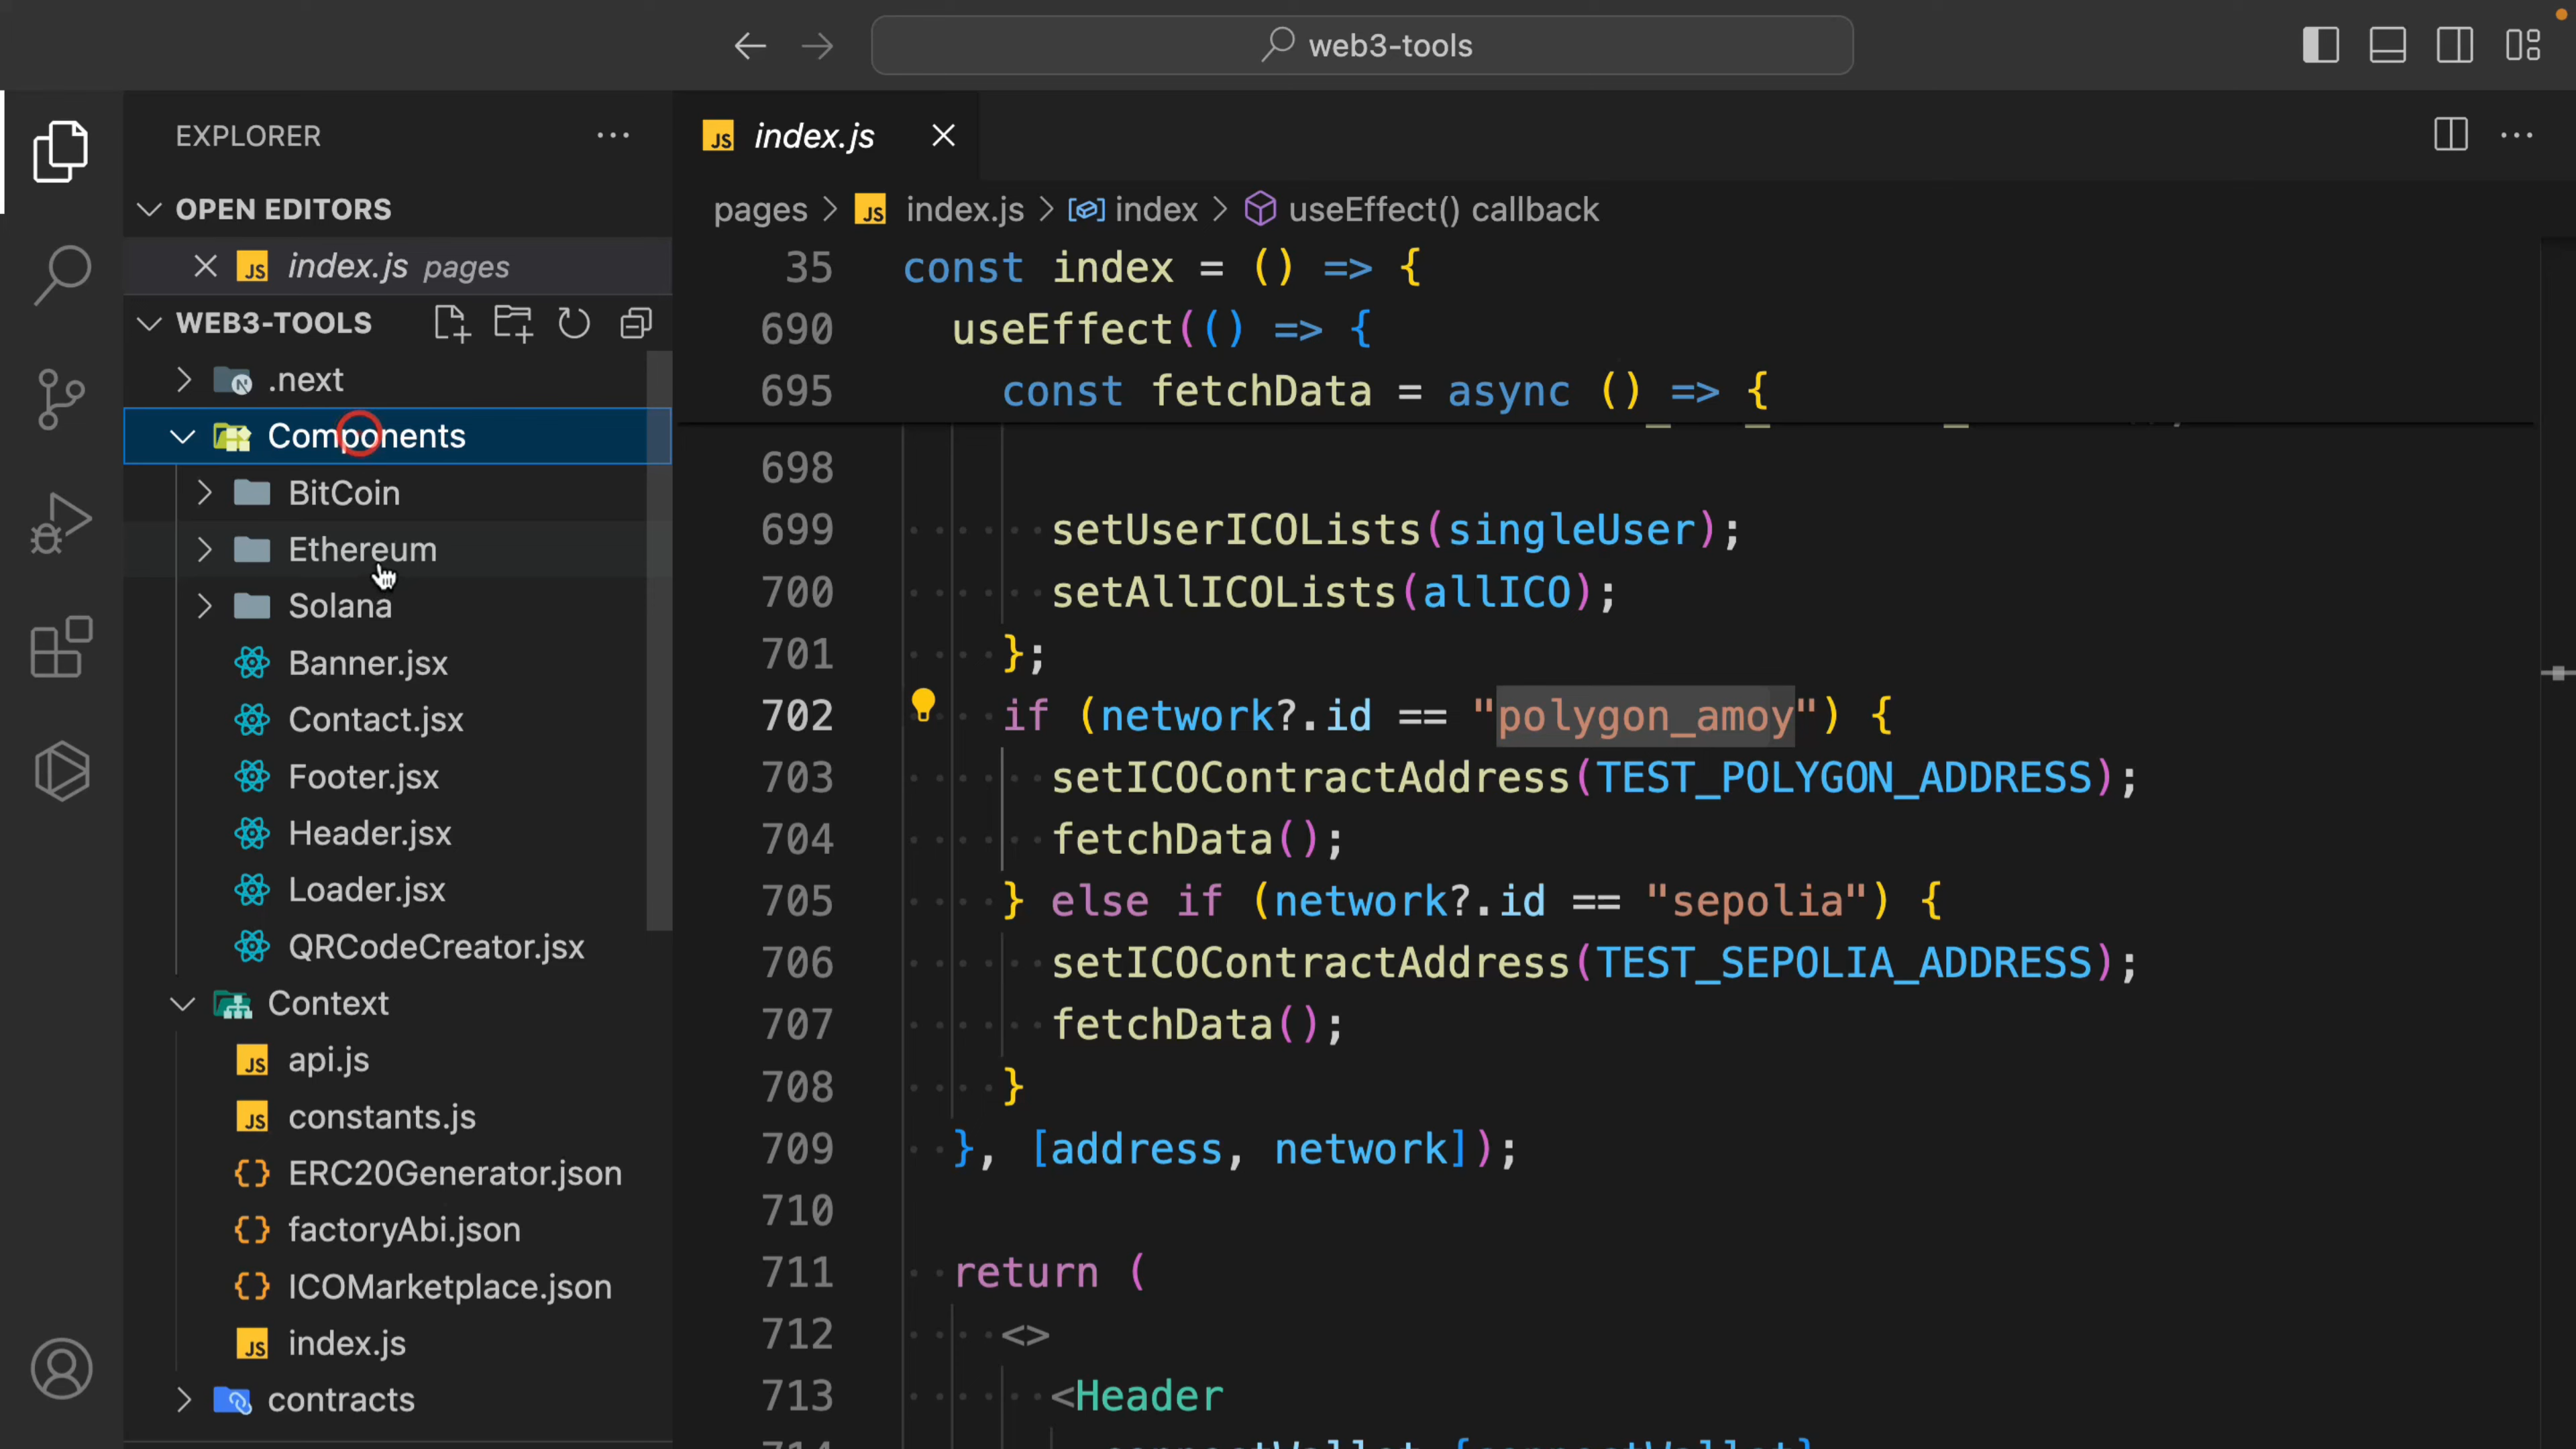 web3-tools
EXPLORER
index.js
OPEN EDITORS
pages > index.js > index > useEffect() callback
index.js pages
35 const index = () => {
WEB3-TOOLS
690 useEffect(() => {
.next
695 const fetchData = async () => {
Components
698
BitCoin
699 setUserICOLists(singleUser);
Ethereum
700 setAllICOLists(allICO);
Solana
701 };
Banner.jsx
702 if (network?.id == "polygon_amoy") {
Contact.jsx
703 setICOContractAddress(TEST_POLYGON_ADDRESS);
Footer.jsx
704 fetchData();
Header.jsx
705 } else if (network?.id == "sepolia") {
Loader.jsx
706 setICOContractAddress(TEST_SEPOLIA_ADDRESS);
QRCodeCreator.jsx
707 fetchData();
Context
708 }
api.js
709 }, [address, network]);
constants.js
710
ERC20Generator.json
711 return (
factoryAbi.json
712 <>
ICOMarketplace.json
713 <Header
index.js
contracts